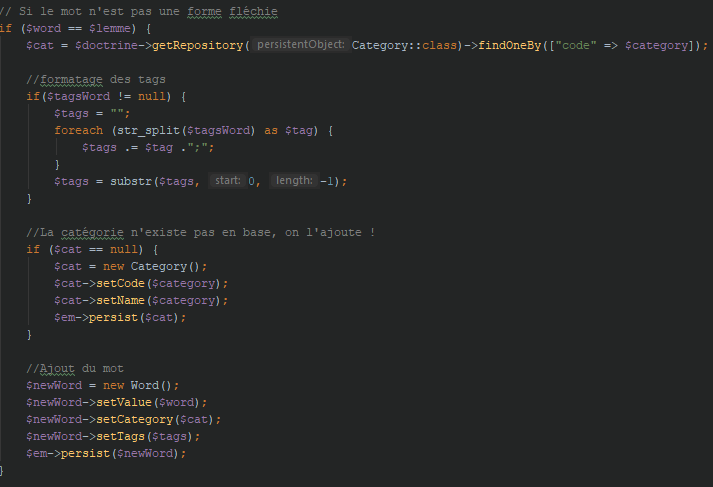 // Si le mot n'est pas une forme fléchie
if ($word == $lemme) {
$cat = $doctrine->getRepository( persistentObject: Category::class)->findOneBy(["code" => $category]);
//formatage des tags
if($tagsWord != null) {
$tags = "";
foreach (str_split($tagsWord) as $tag) {
$tags .= $tag .";";
}
$tags = substr($tags, start: 0, length: -1);
}
//La catégorie n'existe pas en base, on l'ajoute !
if ($cat == null) {
$cat = new Category();
$cat->setCode($category);
$cat->setName($category);
$em->persist($cat);
}
//Ajout du mot
$newWord = new Word();
$newWord->setValue($word);
$newWord->setCategory($cat);
$newWord->setTags($tags);
$em->persist($newWord);
}